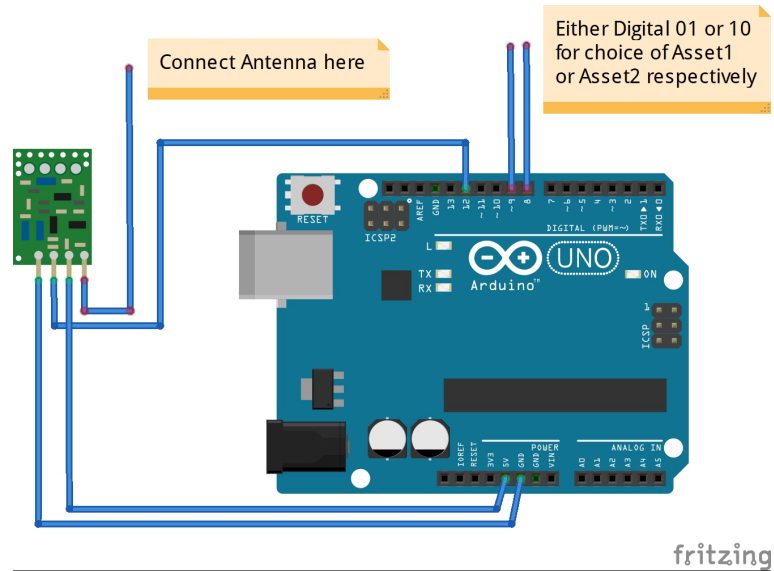 Connect Antenna here
Either Digital 01 or 10
for choice of Asset1
or Asset2 respectively
RESET
ICSP2
AREF
GND
13
12
~11
~10
~9
8
7
~6
~5
4
~3
2
TX0▶1
RX0◀0
DIGITAL (PWM=~)
L
TX
RX
Arduino™
UNO
ON
1
ICSP
POWER
ANALOG IN
IOREF
RESET
3V3
5V
GND
GND
VIN
A0
A1
A2
A3
A4
A5
fritzing